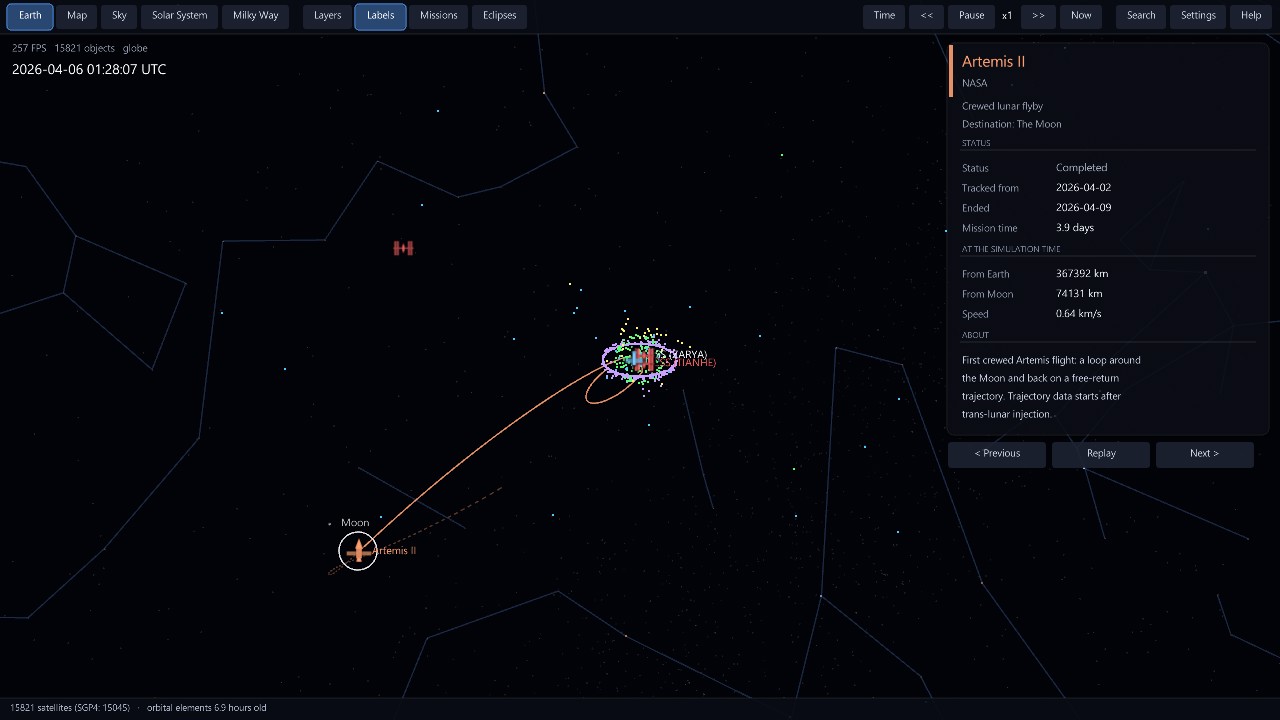 Earth Map Sky Solar System Milky Way Layers Labels Missions Eclipses Time << Pause x1 >> Now Search Settings Help
257 FPS 15821 objects globe
2026-04-06 01:28:07 UTC
Artemis II
NASA
Crewed lunar flyby
Destination: The Moon
STATUS
Status Completed
Tracked from 2026-04-02
Ended 2026-04-09
Mission time 3.9 days
AT THE SIMULATION TIME
From Earth 367392 km
From Moon 74131 km
Speed 0.64 km/s
ABOUT
First crewed Artemis flight: a loop around
the Moon and back on a free-return
trajectory. Trajectory data starts after
trans-lunar injection.
< Previous Replay Next >
Moon
Artemis II
15821 satellites (SGP4: 15045) · orbital elements 6.9 hours old